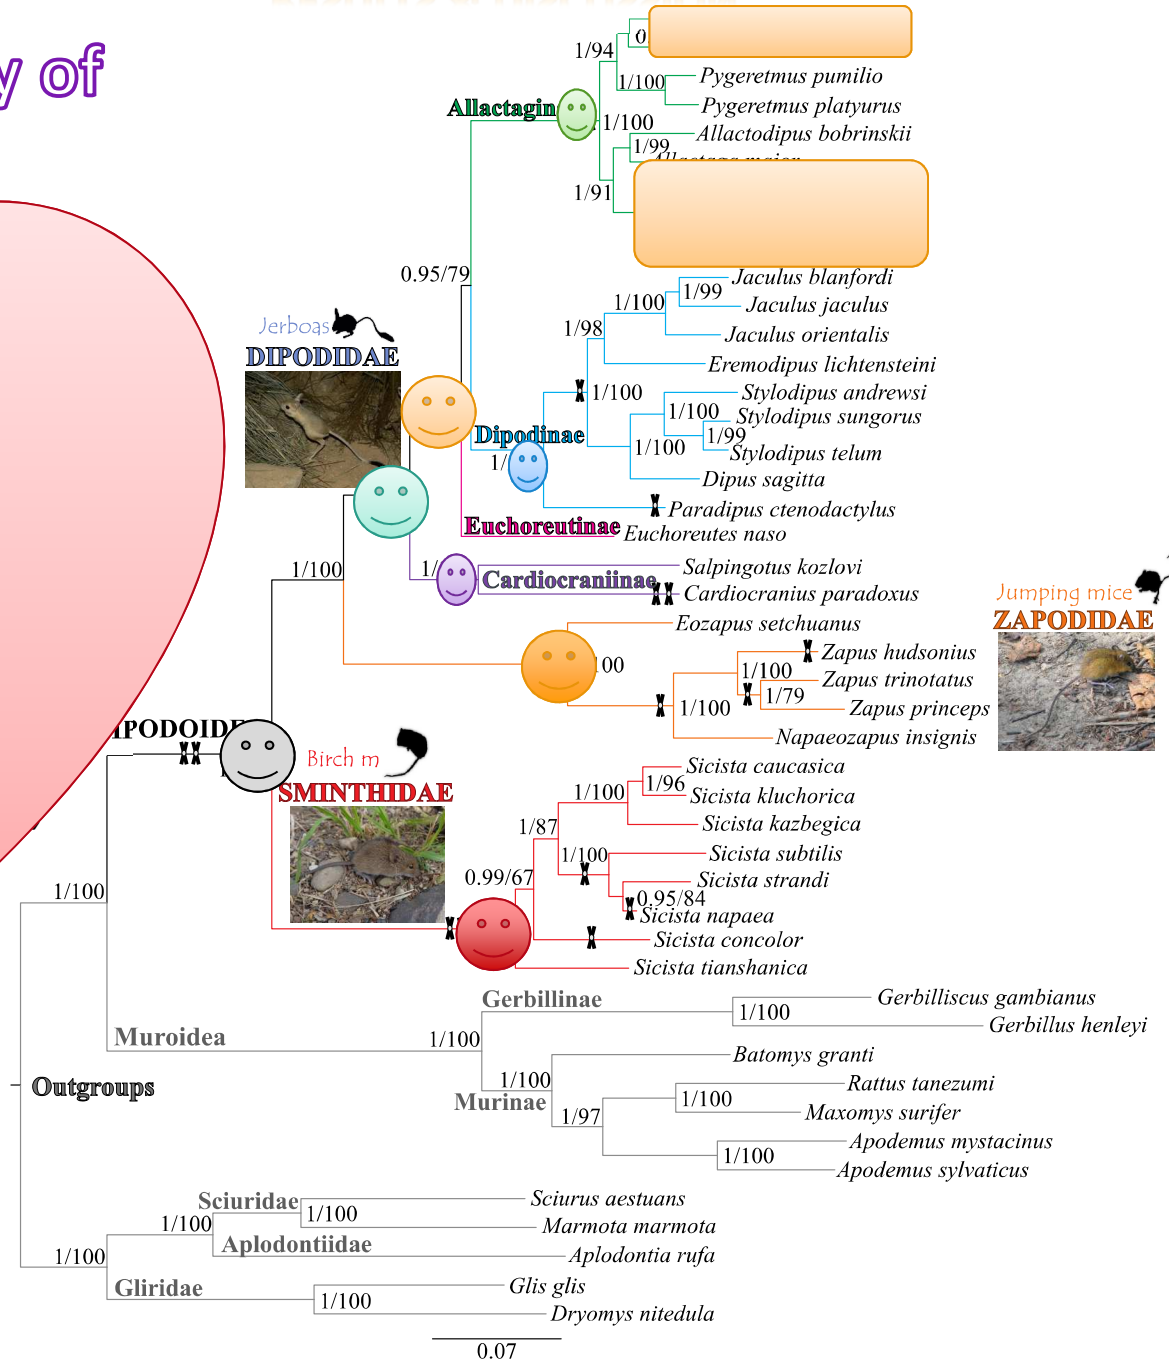 y of
1/94
1/100
Pygeretmus pumilio
Pygeretmus platyurus
Allactagin
1/100
Allactodipus bobrinskii
1/99
1/91
0.95/79
Jaculus blanfordi
1/99
1/100
Jaculus jaculus
Jaculus orientalis
1/98
Eremodipus lichtensteini
Jerboas
DIPODIDAE
1/100
Stylodipus andrewsi
1/100
Stylodipus sungorus
1/99
Stylodipus telum
1/100
Dipodinae
1/
Dipus sagitta
Paradipus ctenodactylus
Euchoreutinae
Euchoreutes naso
1/100
1/
Cardiocraniinae
Salpingotus kozlovi
Cardiocranius paradoxus
Jumping mice
ZAPODIDAE
Eozapus setchuanus
100
Zapus hudsonius
1/100
Zapus trinotatus
1/79
Zapus princeps
1/100
Napaeozapus insignis
IPODOIDE
Birch m
SMINTHIDAE
Sicista caucasica
1/96
1/100
Sicista kluchorica
Sicista kazbegica
1/87
1/100
Sicista subtilis
Sicista strandi
0.99/67
0.95/84
Sicista napaea
Sicista concolor
Sicista tianshanica
1/100
Muroidea
Gerbillinae
Gerbilliscus gambianus
1/100
Gerbillus henleyi
1/100
Batomys granti
1/100
Murinae
Rattus tanezumi
1/100
Maxomys surifer
1/97
Apodemus mystacinus
1/100
Apodemus sylvaticus
Outgroups
Sciuridae
Sciurus aestuans
1/100
1/100
Marmota marmota
Aplodontiidae
Aplodontia rufa
1/100
Gliridae
Glis glis
1/100
Dryomys nitedula
0.07